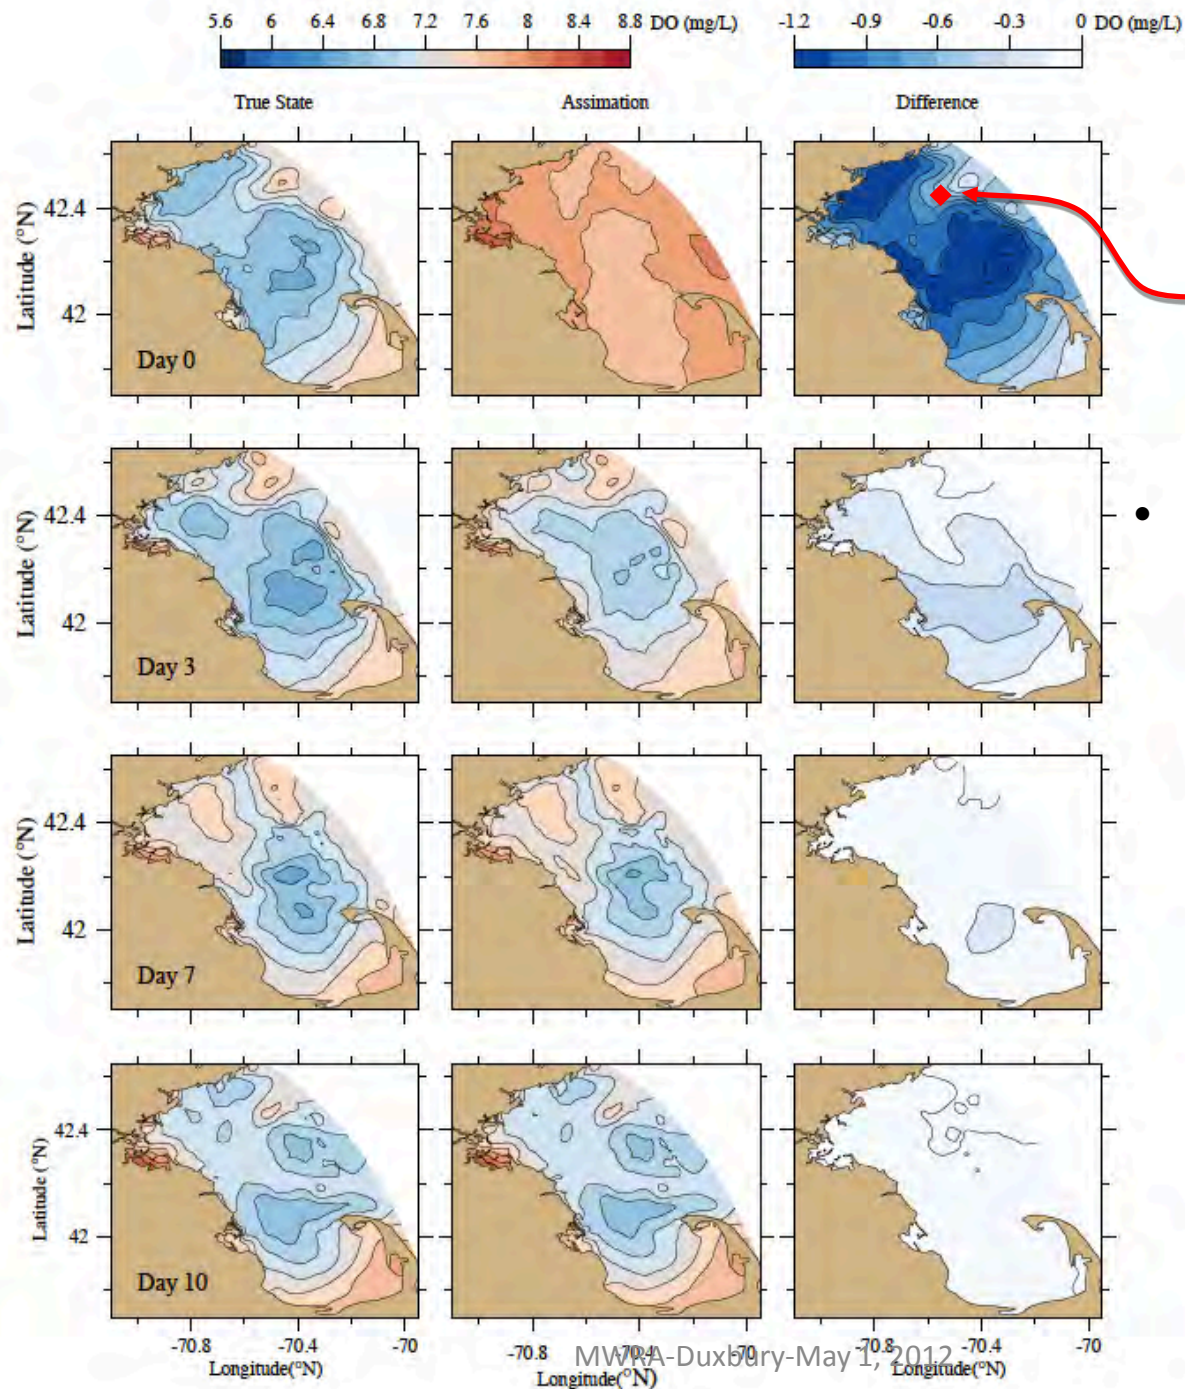 5.6 6 6.4 6.8 7.2 7.6 8 8.4 8.8 DO (mg/L) -1.2 -0.9 -0.6 -0.3 0 DO (mg/L)
True State Assimation Difference
Latitude (°N)
42.4
42
Day 0
Latitude (°N)
42.4
42
Day 3
Latitude (°N)
42.4
42
Day 7
Latitude (°N)
42.4
42
Day 10
-70.8 -70.4 -70 -70.8 -70.4 -70 -70.8 -70.4 -70
Longitude(°N) Longitude(°N)
MWRA-Duxbury-May 1, 2012
•